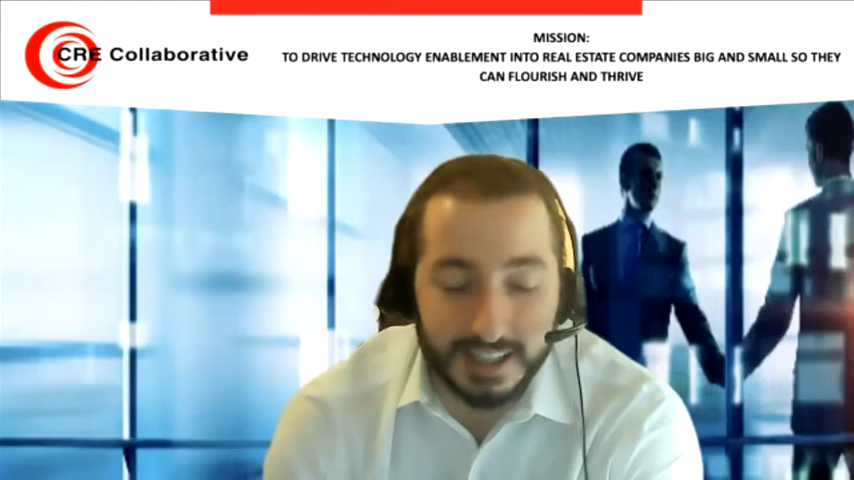 CRE Collaborative
MISSION:
TO DRIVE TECHNOLOGY ENABLEMENT INTO REAL ESTATE COMPANIES BIG AND SMALL SO THEY
CAN FLOURISH AND THRIVE